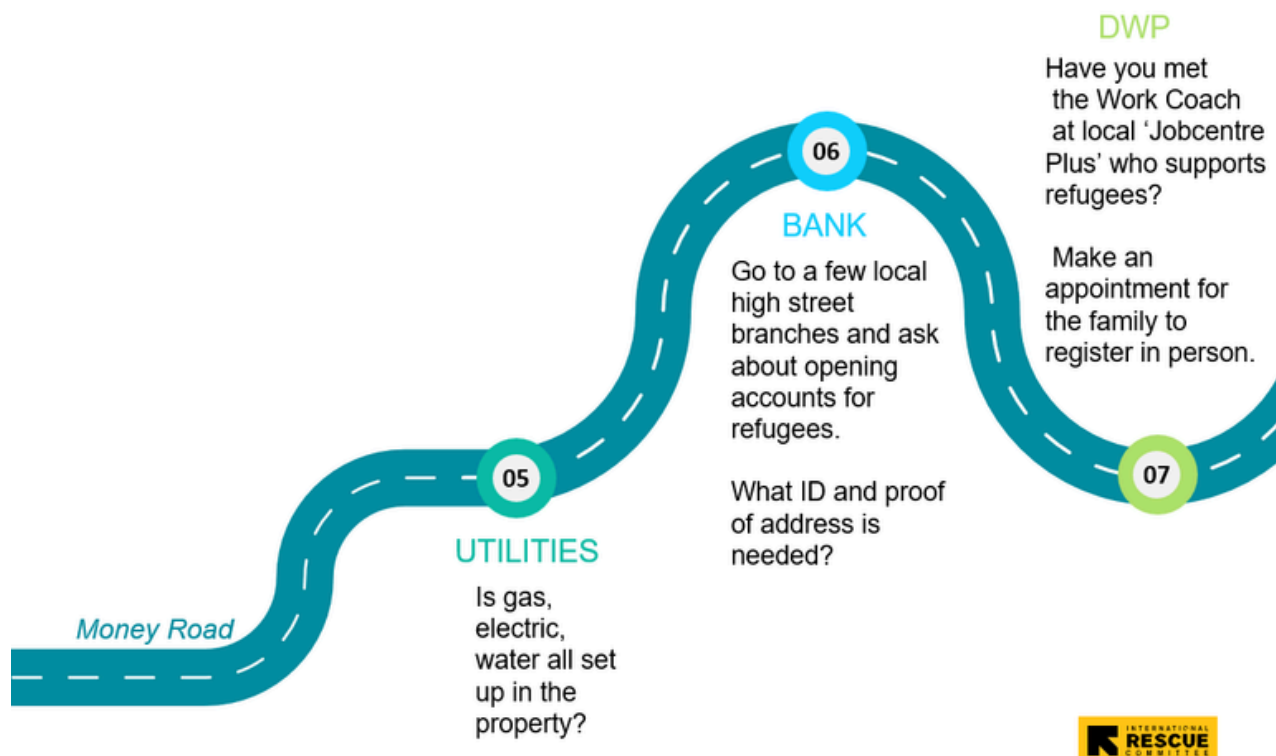 Money Road
05
UTILITIES
Is gas,
electric,
water all set
up in the
property?
06
BANK
Go to a few local
high street
branches and ask
about opening
accounts for
refugees.
What ID and proof
of address is
needed?
DWP
Have you met
the Work Coach
at local ‘Jobcentre
Plus’ who supports
refugees?
Make an
appointment for
the family to
register in person.
07
INTERNATIONAL
RESCUE
COMMITTEE